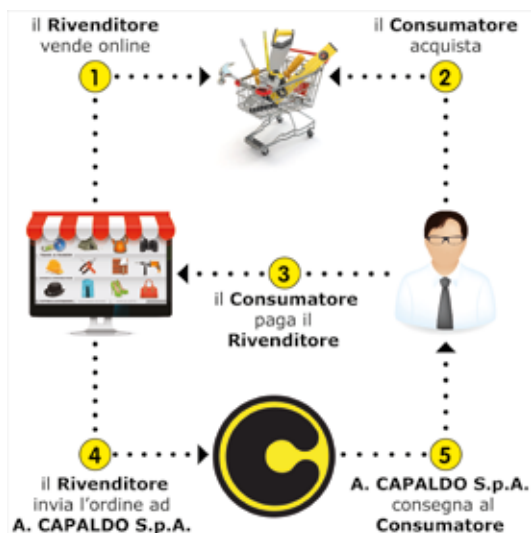 il Rivenditore
vende online
1
il Consumatore
acquista
2
3
il Consumatore
paga il
Rivenditore
4
il Rivenditore
invia l'ordine ad
A. CAPALDO S.p.A.
5
A. CAPALDO S.p.A.
consegna al
Consumatore